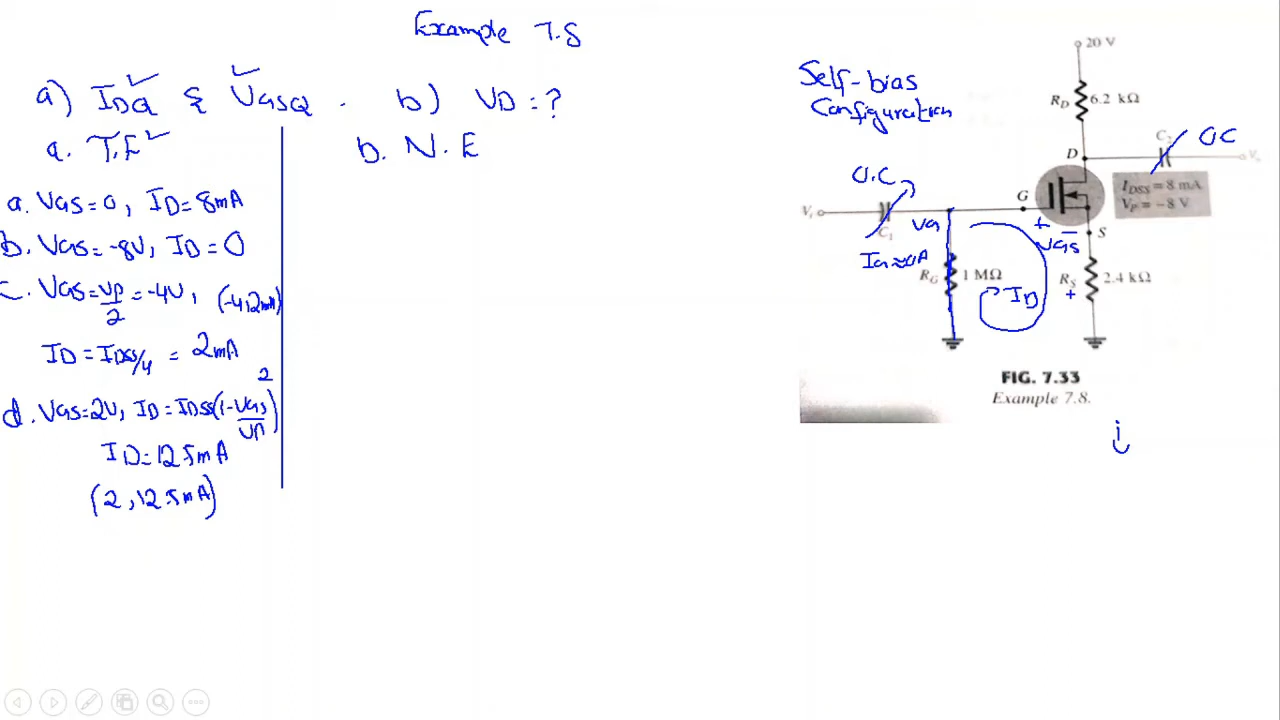 Example 7.8
a) IDQ & VGSQ . b) VD = ?
a. T.E
b. N.E
a. VGS=0, ID=8mA
b. VGS=-8V, ID=0
c. VGS=VP/2=-4V, (-4,2mA)
ID=IDSS/4 = 2mA
d. VGS=2V, ID=IDSS(1-VGS/VP)2
ID=12.5mA
(2,12.5mA)
Self-bias
Configuration
20 V
RD 6.2 kΩ
C2 O.C
D
Vo
IDSS = 8 mA
VP = -8 V
O.C
Vi
C1
G
VG
+ VGS -
S
IG≈0A
RG 1 MΩ
ID
RS 2.4 kΩ
+
FIG. 7.33
Example 7.8.